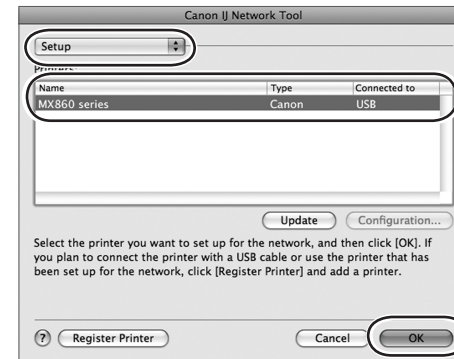 Canon IJ Network Tool
Setup
Printers:
Name Type Connected to
MX860 series Canon USB
Update Configuration...
Select the printer you want to set up for the network, and then click [OK]. If
you plan to connect the printer with a USB cable or use the printer that has
been set up for the network, click [Register Printer] and add a printer.
? Register Printer Cancel OK